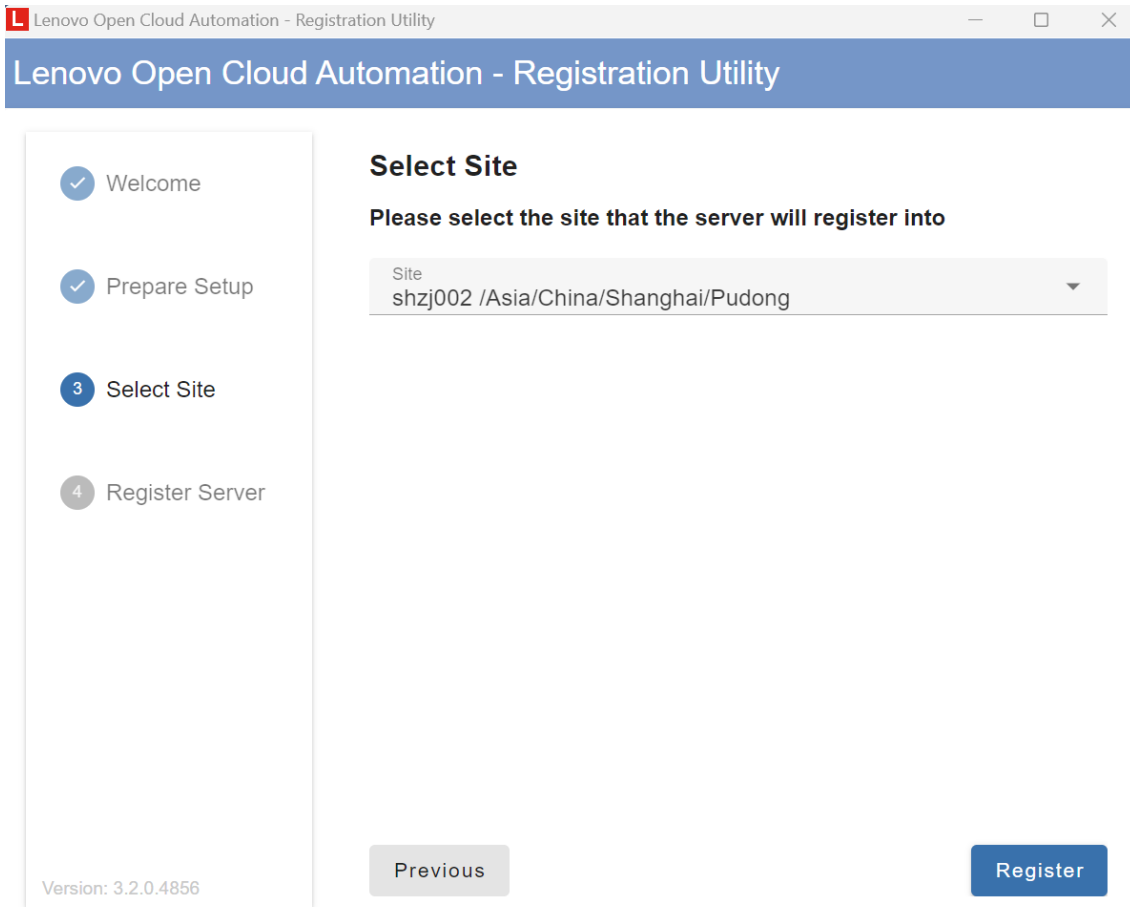 L Lenovo Open Cloud Automation - Registration Utility
Lenovo Open Cloud Automation - Registration Utility
Welcome
Prepare Setup
3 Select Site
4 Register Server
Version: 3.2.0.4856
Select Site
Please select the site that the server will register into
Site
shzj002 /Asia/China/Shanghai/Pudong
Previous
Register